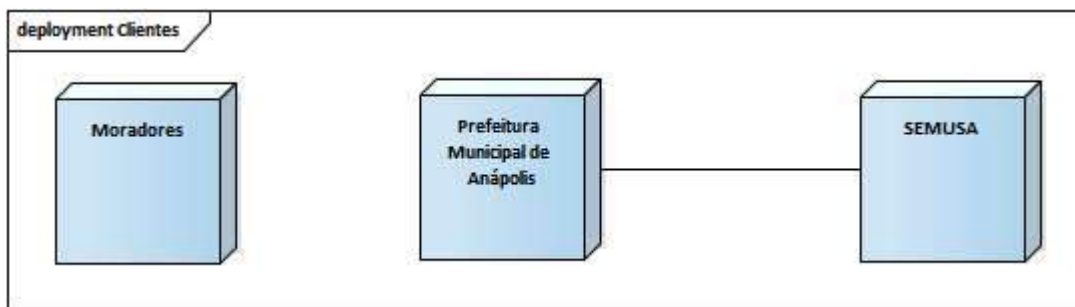 deployment Clientes
Moradores
Prefeitura
Municipal de
Anápolis
SEMUSA